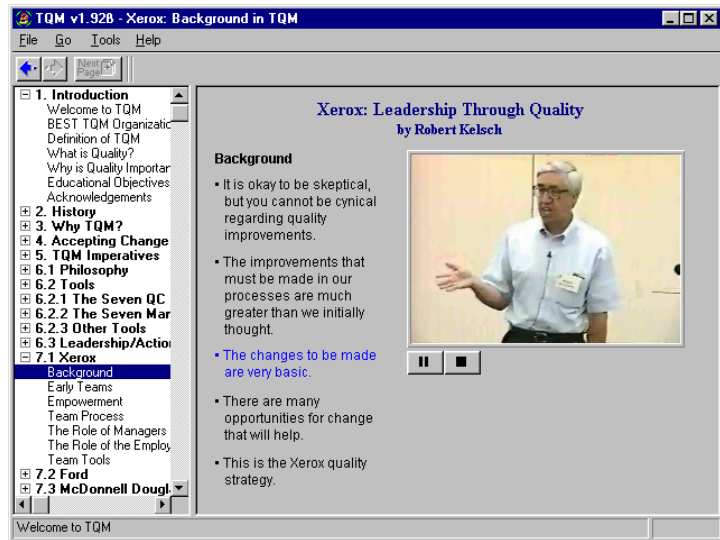 TQM v1.92ß - Xerox: Background in TQM
File Go Tools Help
Next
Page
1. Introduction
Welcome to TQM
BEST TQM Organizatic
Definition of TQM
What is Quality?
Why is Quality Importar
Educational Objectives
Acknowledgements
2. History
3. Why TQM?
4. Accepting Change
5. TQM Imperatives
6.1 Philosophy
6.2 Tools
6.2.1 The Seven QC
6.2.2 The Seven Mar
6.2.3 Other Tools
6.3 Leadership/Action
7.1 Xerox
Background
Early Teams
Empowerment
Team Process
The Role of Managers
The Role of the Employ
Team Tools
7.2 Ford
7.3 McDonnell Dougl
Xerox: Leadership Through Quality
by Robert Kelsch
Background
▪ It is okay to be skeptical,
but you cannot be cynical
regarding quality
improvements.
▪ The improvements that
must be made in our
processes are much
greater than we initially
thought.
▪ The changes to be made
are very basic.
▪ There are many
opportunities for change
that will help.
▪ This is the Xerox quality
strategy.
Welcome to TQM